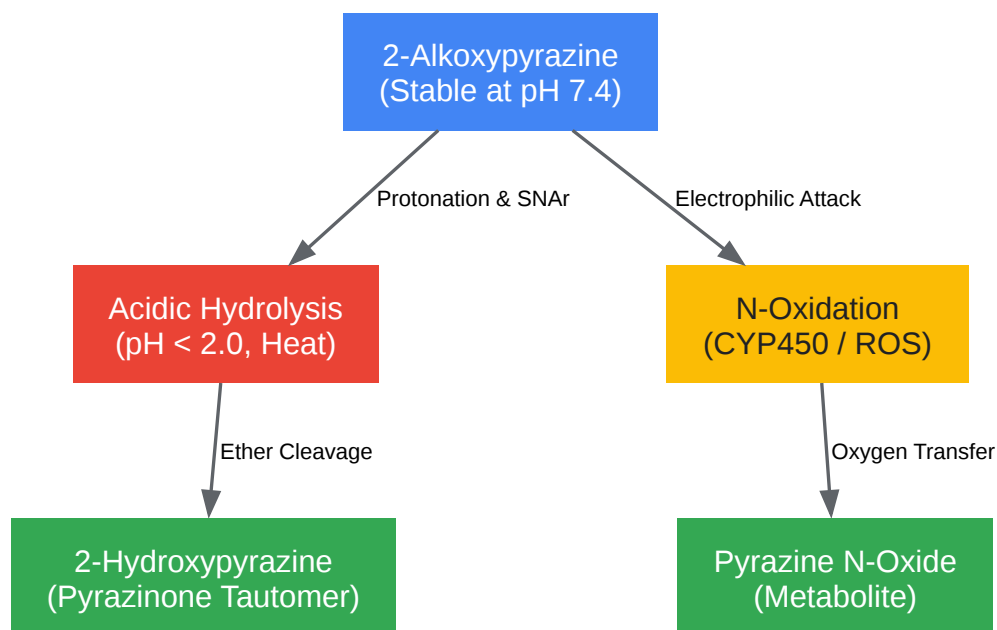 2-Alkoxypyrazine
(Stable at pH 7.4)
Protonation & SNAr
Electrophilic Attack
Acidic Hydrolysis
(pH < 2.0, Heat)
N-Oxidation
(CYP450 / ROS)
Ether Cleavage
Oxygen Transfer
2-Hydroxypyrazine
(Pyrazinone Tautomer)
Pyrazine N-Oxide
(Metabolite)